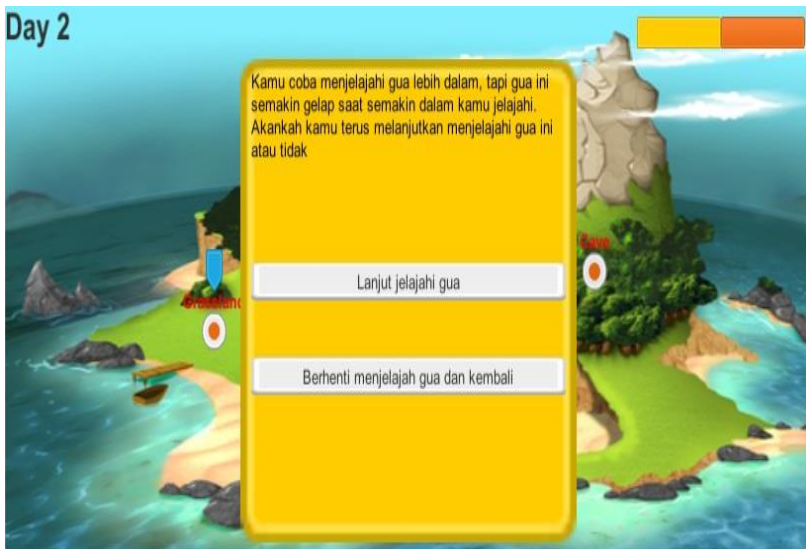 Day 2
Kamu coba menjelajahi gua lebih dalam, tapi gua ini
semakin gelap saat semakin dalam kamu jelajahi.
Akankah kamu terus melanjutkan menjelajahi gua ini
atau tidak
Cave
Lanjut jelajahi gua
Berhenti menjelajah gua dan kembali